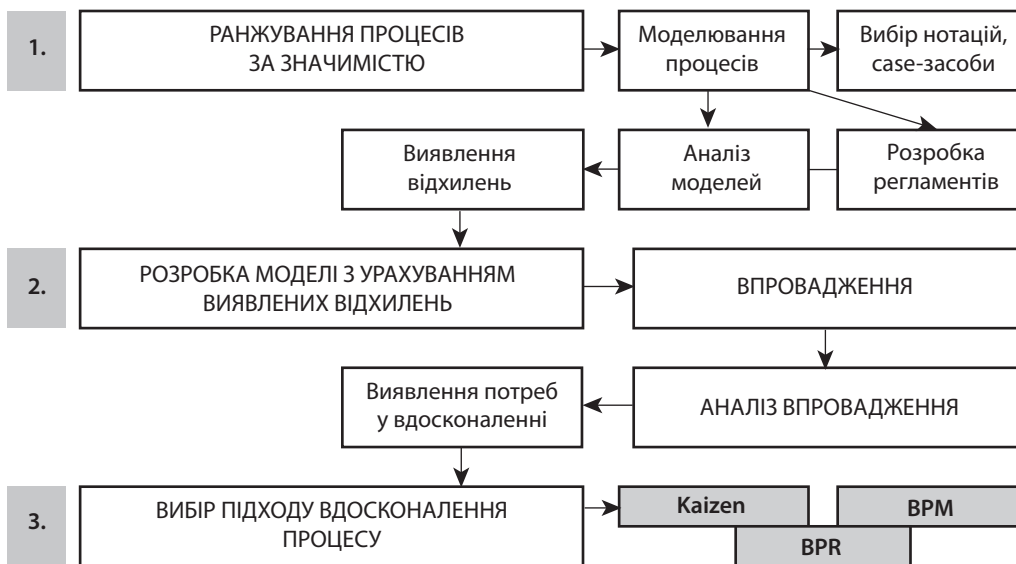 1.
РАНЖУВАННЯ ПРОЦЕСІВ
ЗА ЗНАЧИМІСТЮ
Моделювання
процесів
Вибір нотацій,
case-засоби
Виявлення
відхилень
Аналіз
моделей
Розробка
регламентів
2.
РОЗРОБКА МОДЕЛІ З УРАХУВАННЯМ
ВИЯВЛЕНИХ ВІДХИЛЕНЬ
ВПРОВАДЖЕННЯ
Виявлення потреб
у вдосконаленні
АНАЛІЗ ВПРОВАДЖЕННЯ
3.
ВИБІР ПІДХОДУ ВДОСКОНАЛЕННЯ
ПРОЦЕСУ
Kaizen
BPM
BPR